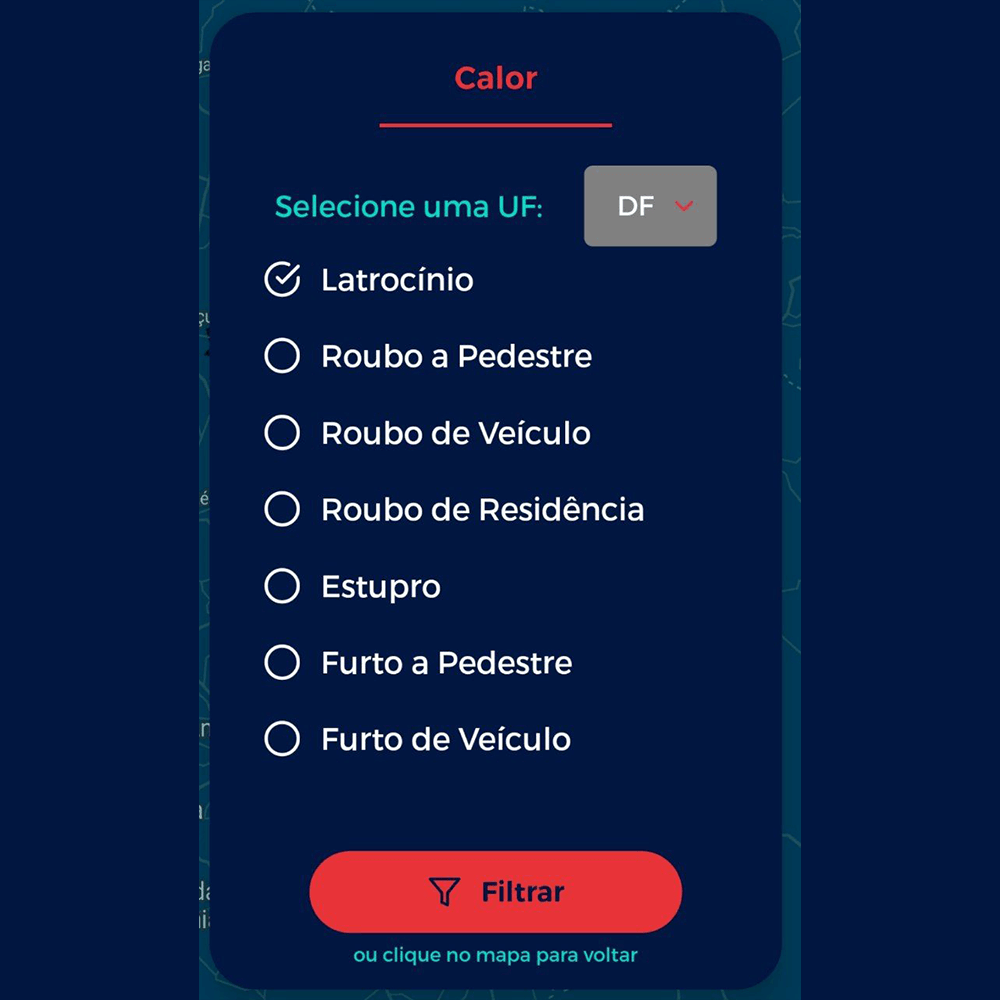 Calor
Selecione uma UF:
DF
Latrocínio
Roubo a Pedestre
Roubo de Veículo
Roubo de Residência
Estupro
Furto a Pedestre
Furto de Veículo
Filtrar
ou clique no mapa para voltar